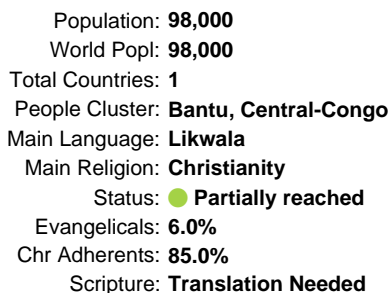 Population: 98,000
World Popl: 98,000
Total Countries: 1
People Cluster: Bantu, Central-Congo
Main Language: Likwala
Main Religion: Christianity
Status: Partially reached
Evangelicals: 6.0%
Chr Adherents: 85.0%
Scripture: Translation Needed